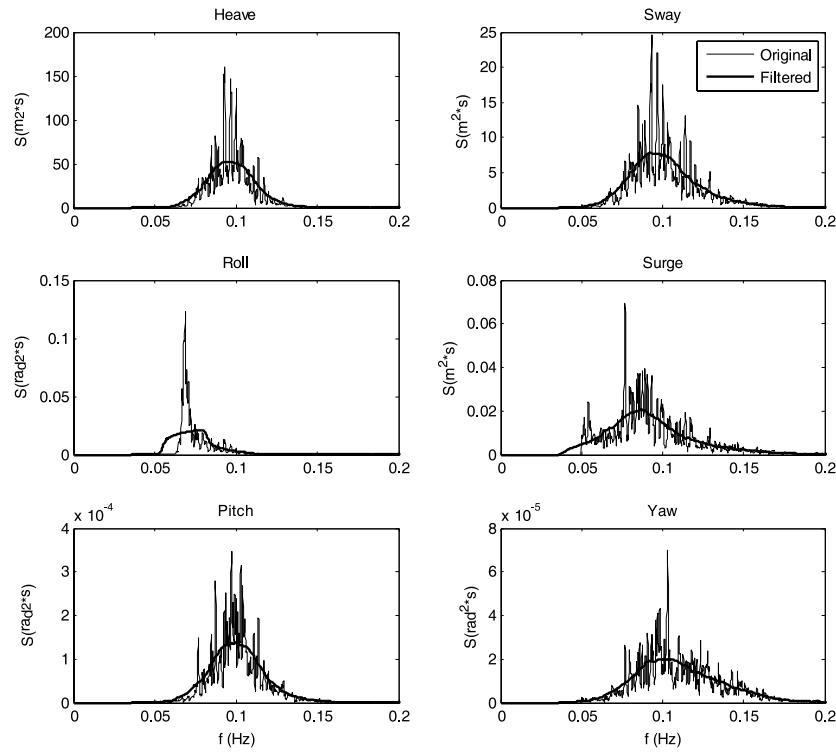 Heave
200
150
100
50
0
S(m2*s)
0 0.05 0.1 0.15 0.2
Sway
25
20
15
10
5
0
S(m²*s)
0 0.05 0.1 0.15 0.2
Original
Filtered
Roll
0.15
0.1
0.05
0
S(rad2*s)
0 0.05 0.1 0.15 0.2
Surge
0.08
0.06
0.04
0.02
0
S(m²*s)
0 0.05 0.1 0.15 0.2
Pitch
x 10⁻⁴
4
3
2
1
0
S(rad2*s)
0 0.05 0.1 0.15 0.2
f (Hz)
Yaw
x 10⁻⁵
8
6
4
2
0
S(rad²*s)
0 0.05 0.1 0.15 0.2
f (Hz)